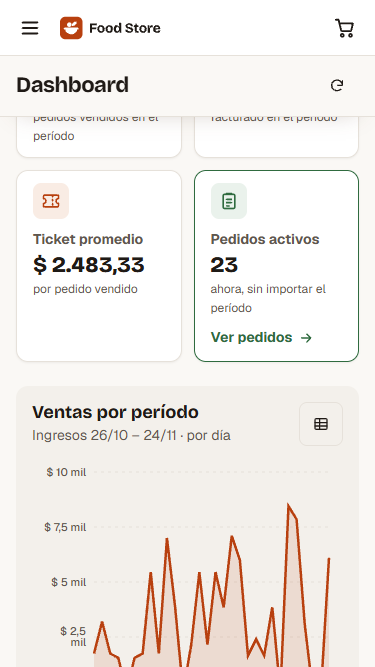 Food Store
Dashboard
pedidos vendidos en el
período
facturado en el período
Ticket promedio
$ 2.483,33
por pedido vendido
Pedidos activos
23
ahora, sin importar el
período
Ver pedidos →
Ventas por período
Ingresos 26/10 – 24/11 · por día
$ 10 mil
$ 7,5 mil
$ 5 mil
$ 2,5
mil